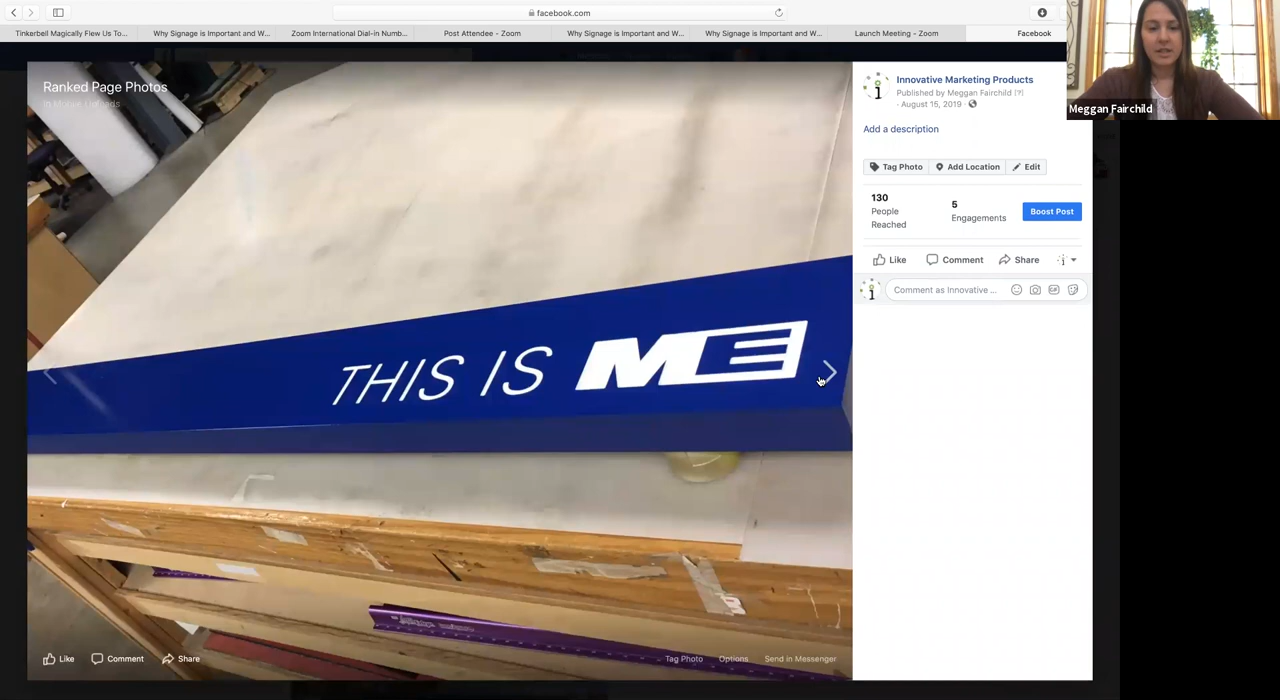 facebook.com
Tinkerbell Magically Flew Us To...
Why Signage is Important and W...
Zoom International Dial-in Numb...
Post Attendee - Zoom
Why Signage is Important and W...
Why Signage is Important and W...
Launch Meeting - Zoom
Facebook
Meggan Fairchild
Ranked Page Photos
in Mobile Uploads
Innovative Marketing Products
Published by Meggan Fairchild [?]
· August 15, 2019 ·
Add a description
Tag Photo
Add Location
Edit
130
People
Reached
5
Engagements
Boost Post
Like
Comment
Share
Comment as Innovative ...
GIF
THIS IS ME
Like
Comment
Share
Tag Photo
Options
Send in Messenger